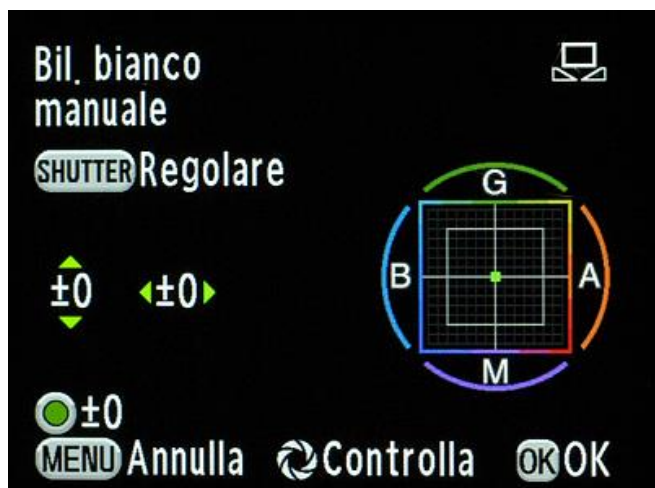 Bil. bianco
manuale
SHUTTER Regolare
G
B
A
±0 ±0
M
±0
MENU Annulla Controlla OK OK